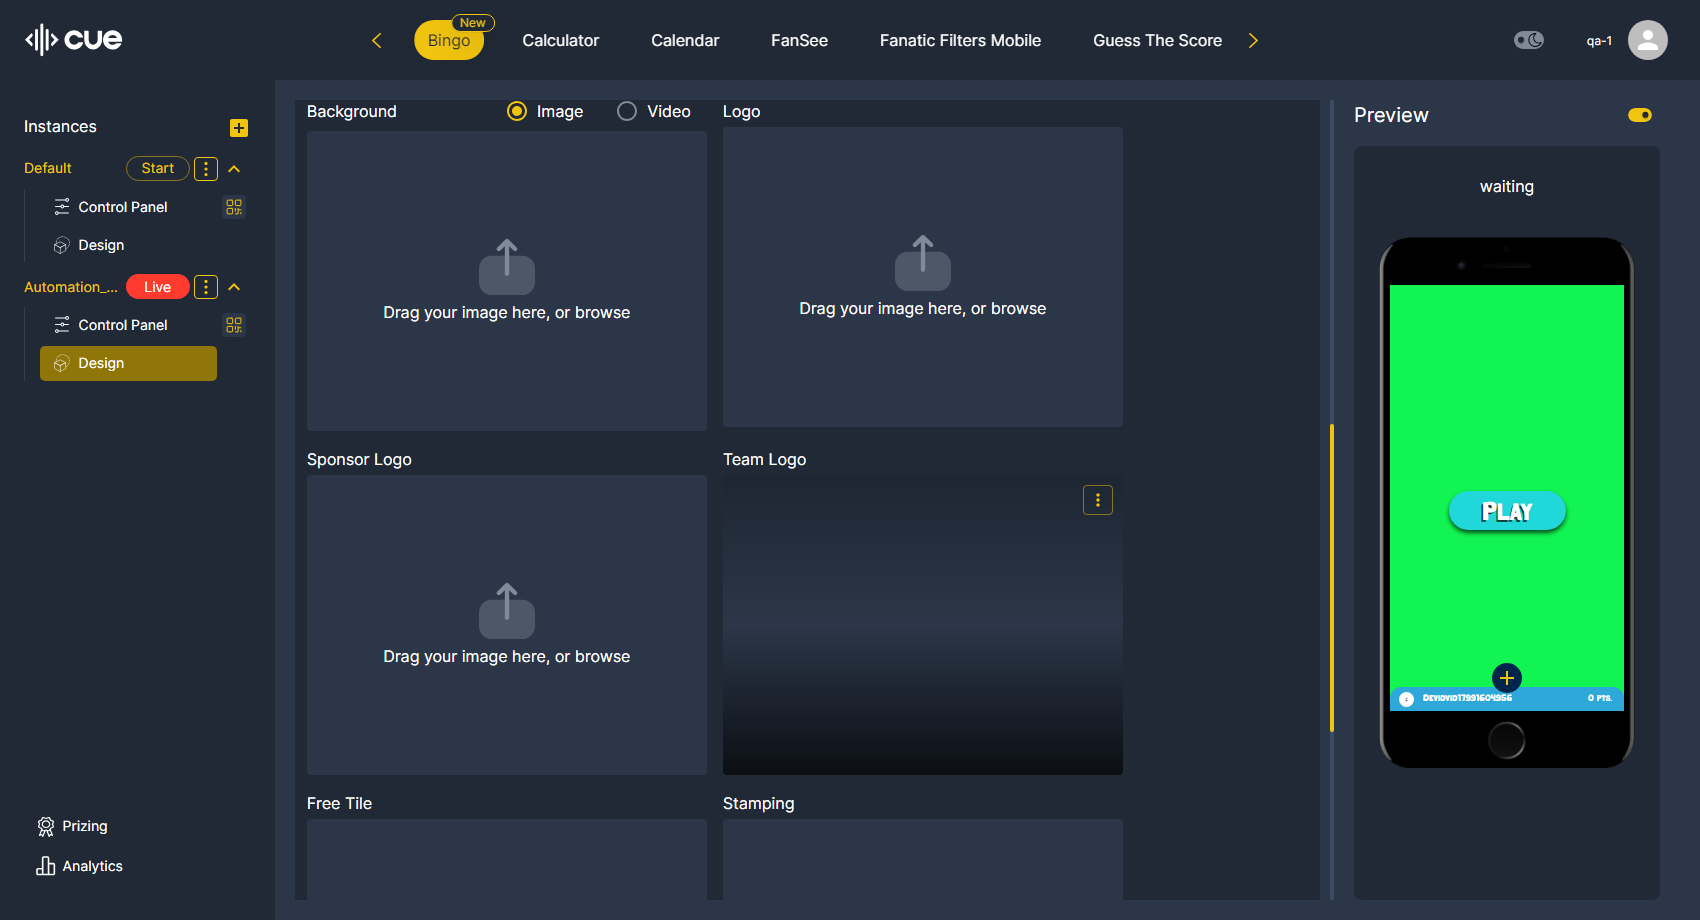 cue
Bingo
New
Calculator
Calendar
FanSee
Fanatic Filters Mobile
Guess The Score
qa-1
Instances
Default
Start
Control Panel
Design
Automation_...
Live
Control Panel
Design
Prizing
Analytics
Background
Image
Video
Logo
Drag your image here, or browse
Drag your image here, or browse
Sponsor Logo
Team Logo
Drag your image here, or browse
Free Tile
Stamping
Preview
waiting
PLAY
DEVIDVID17991604956
0 PTS.